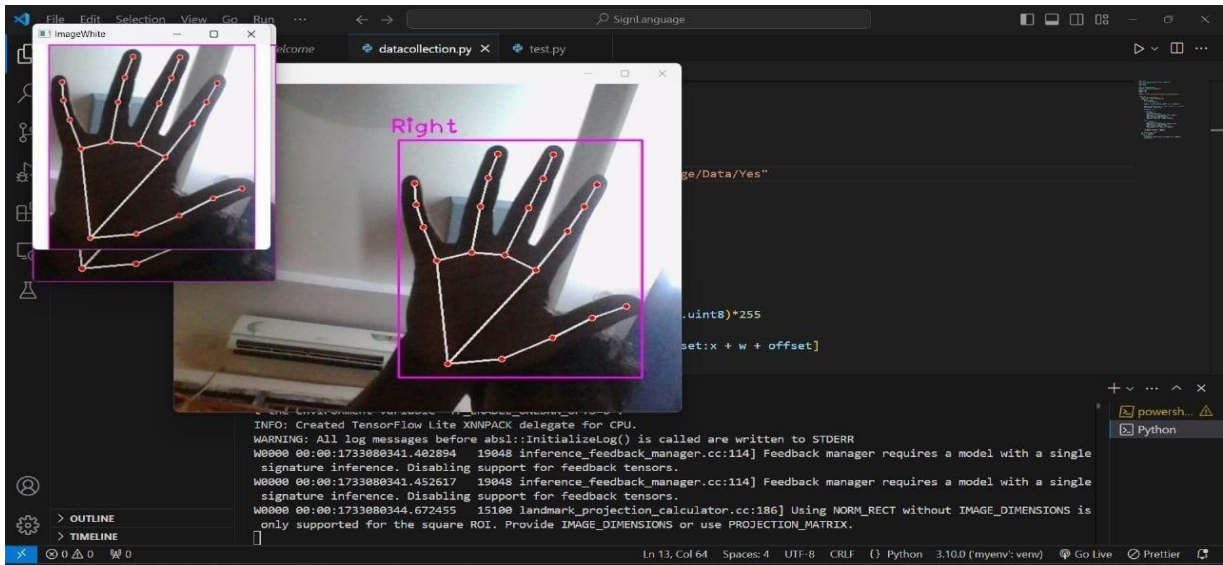 File Edit Selection View Go Run ··· SignLanguage
ImageWhite
elcome datacollection.py test.py
Right
ge/Data/Yes"
.uint8)*255
set:x + w + offset]
INFO: Created TensorFlow Lite XNNPACK delegate for CPU.
WARNING: All log messages before absl::InitializeLog() is called are written to STDERR
W0000 00:00:1733080341.402894 19048 inference_feedback_manager.cc:114] Feedback manager requires a model with a single
signature inference. Disabling support for feedback tensors.
W0000 00:00:1733080341.452617 19048 inference_feedback_manager.cc:114] Feedback manager requires a model with a single
signature inference. Disabling support for feedback tensors.
W0000 00:00:1733080344.672455 15100 landmark_projection_calculator.cc:186] Using NORM_RECT without IMAGE_DIMENSIONS is
only supported for the square ROI. Provide IMAGE_DIMENSIONS or use PROJECTION_MATRIX.
powersh...
Python
OUTLINE
TIMELINE
0 0 0 Ln 13, Col 64 Spaces: 4 UTF-8 CRLF {} Python 3.10.0 ('myenv': venv) Go Live Prettier